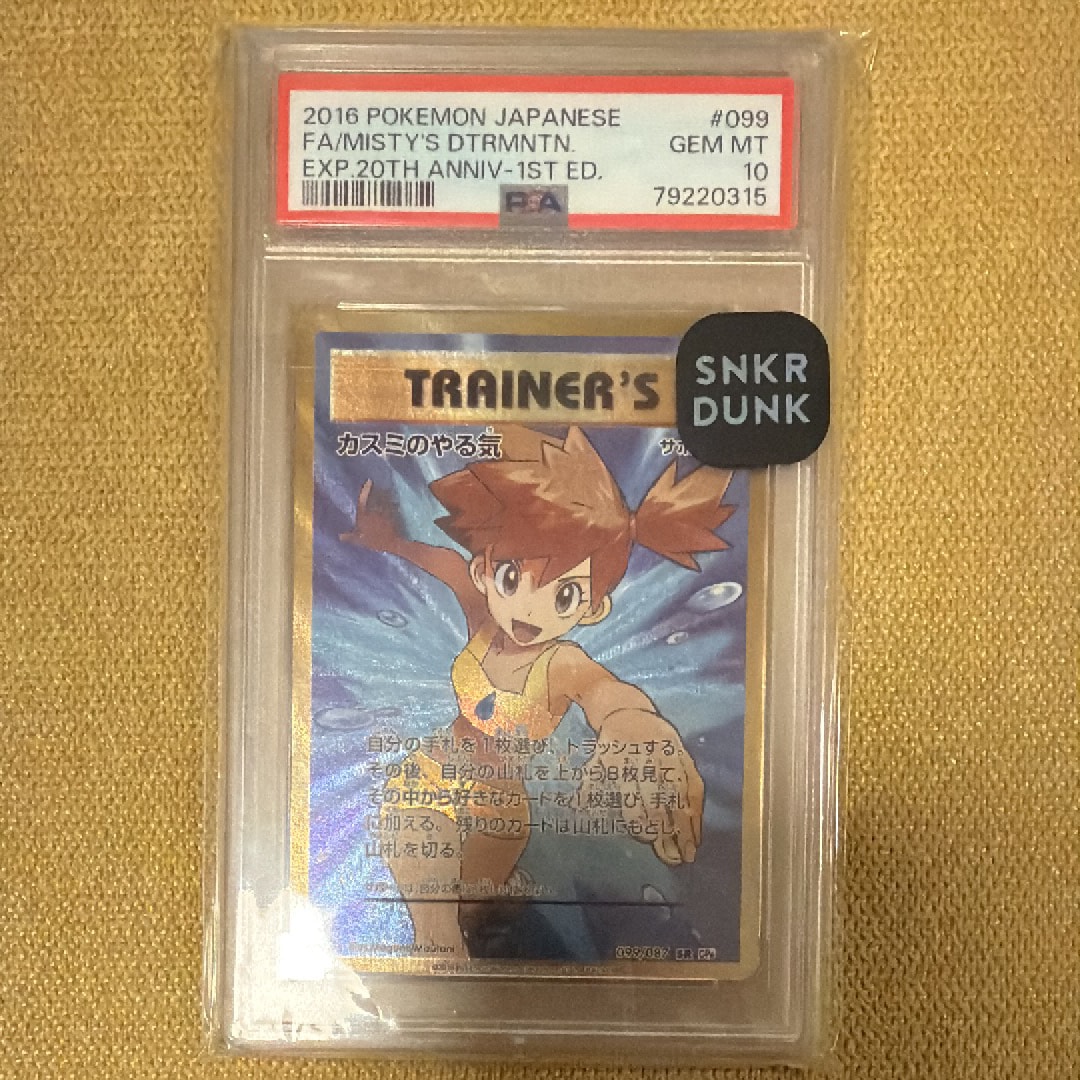 2016 POKEMON JAPANESE #099
FA/MISTY'S DTRMNTN. GEM MT
EXP.20TH ANNIV-1ST ED. 10
79220315
PSA
SNKR
DUNK
TRAINER'S
カスミのやる気 サポ
自分の手札を1枚選び、トラッシュする。
その後、自分の山札を上から8枚見て、
その中から好きなカードを1枚選び、手札
に加える。残りのカードは山札にもどし、
山札を切る。
099/087 SR